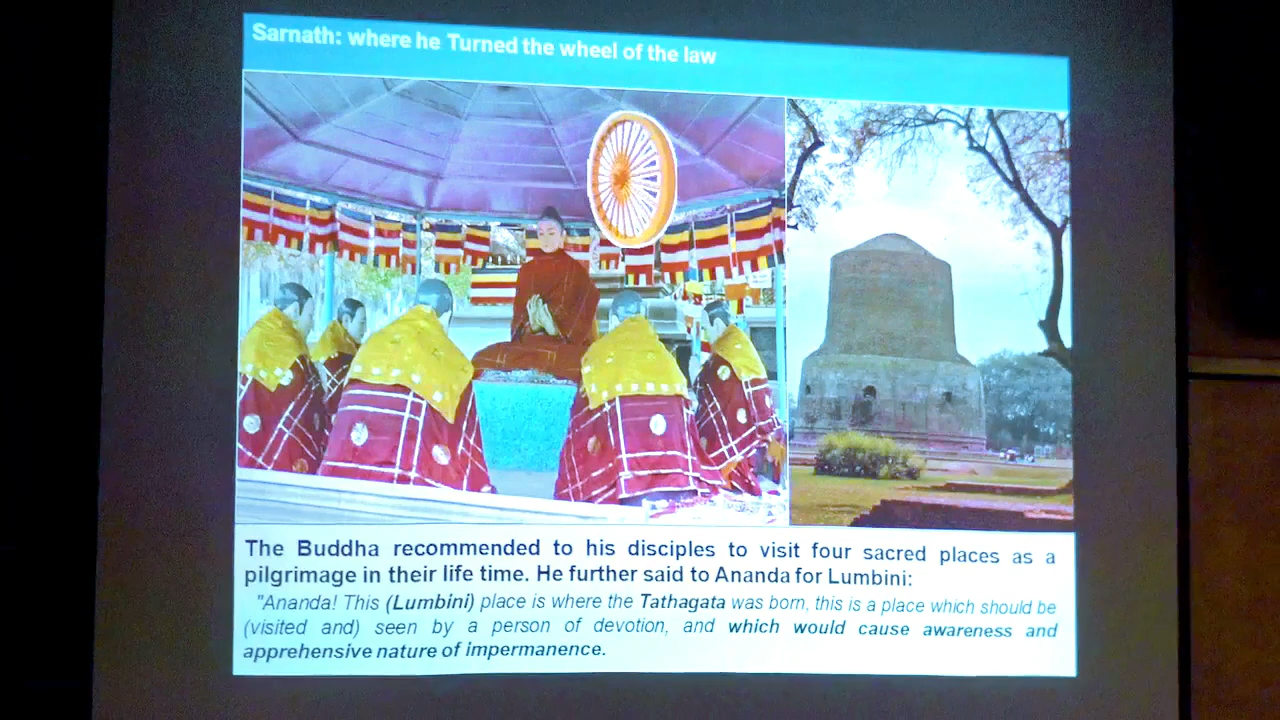 Sarnath: where he Turned the wheel of the law
The Buddha recommended to his disciples to visit four sacred places as a
pilgrimage in their life time. He further said to Ananda for Lumbini:
"Ananda! This (Lumbini) place is where the Tathagata was born, this is a place which should be
(visited and) seen by a person of devotion, and which would cause awareness and
apprehensive nature of impermanence.